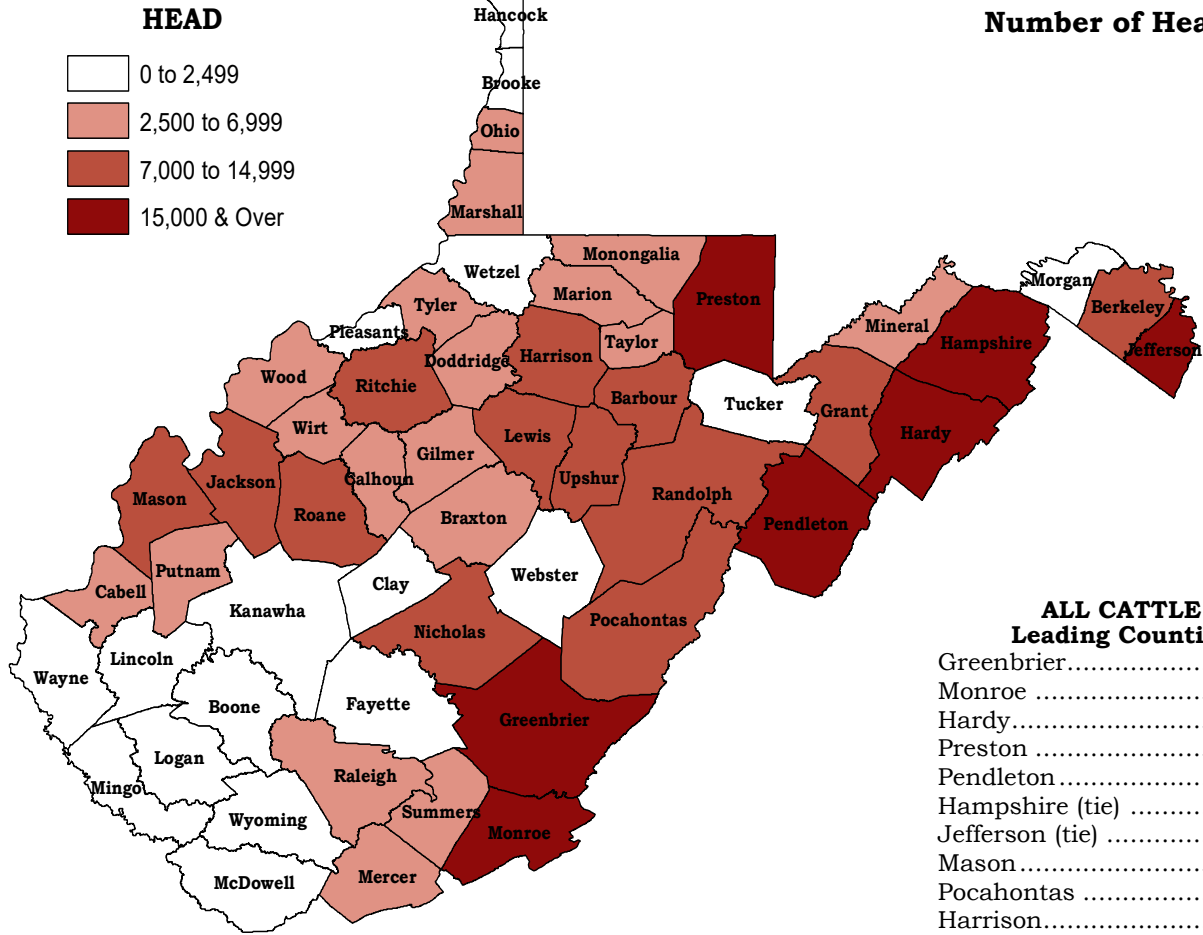 HEAD
Number of Hea
0 to 2,499
2,500 to 6,999
7,000 to 14,999
15,000 & Over
Hancock
Brooke
Ohio
Marshall
Wetzel
Monongalia
Marion
Preston
Tyler
Pleasants
Doddridge
Harrison
Taylor
Mineral
Hampshire
Morgan
Berkeley
Jefferson
Wood
Ritchie
Barbour
Tucker
Grant
Hardy
Wirt
Calhoun
Gilmer
Lewis
Upshur
Randolph
Pendleton
Mason
Jackson
Roane
Braxton
Webster
Pocahontas
Cabell
Putnam
Kanawha
Clay
Nicholas
Wayne
Lincoln
Boone
Fayette
Greenbrier
Mingo
Logan
Raleigh
Summers
Monroe
Wyoming
McDowell
Mercer
ALL CATTLE
Leading Counti
Greenbrier....................
Monroe .........................
Hardy............................
Preston .........................
Pendleton.....................
Hampshire (tie) ...........
Jefferson (tie) ..............
Mason...........................
Pocahontas ..................
Harrison.......................